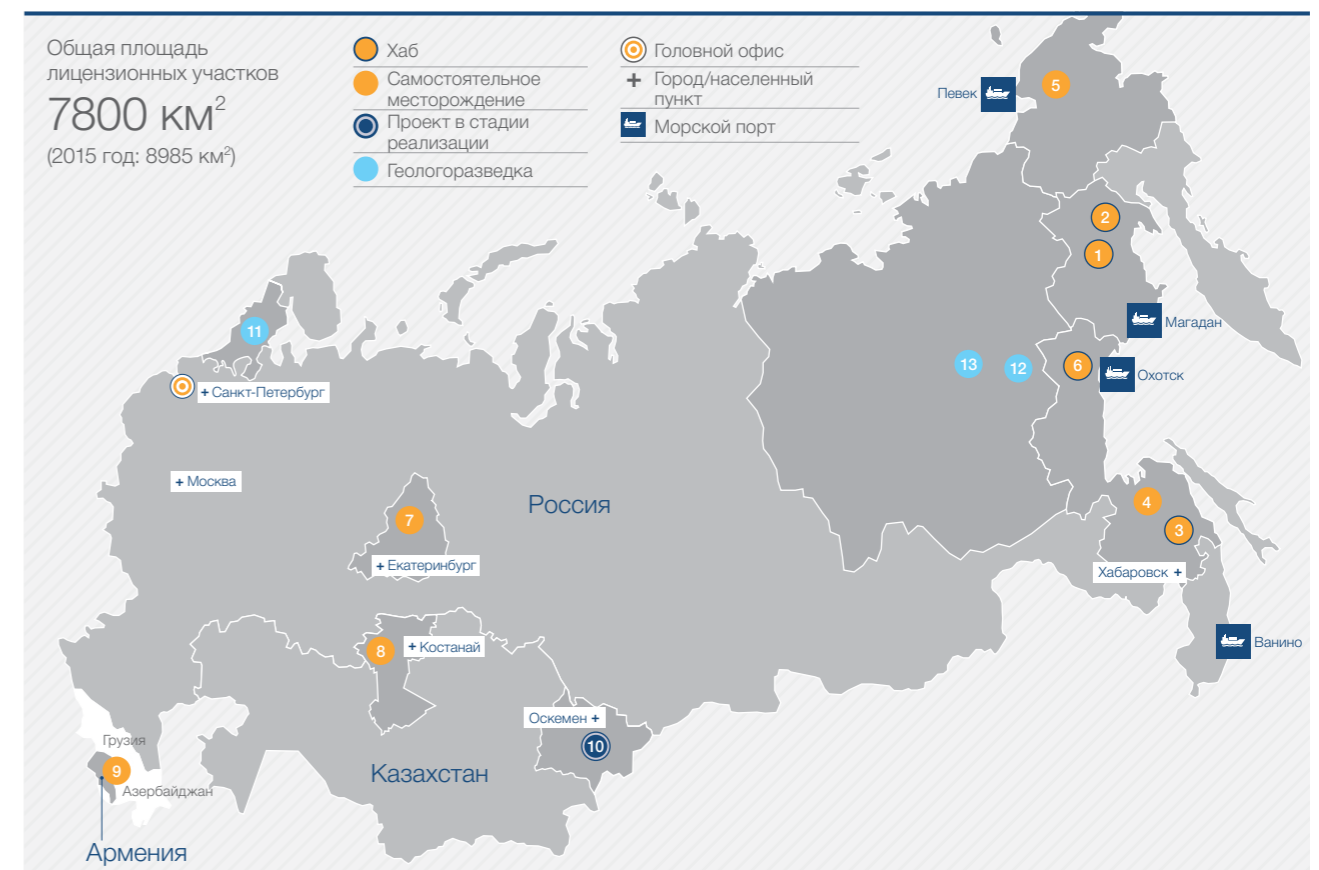 Общая площадь
лицензионных участков
7800 км²
(2015 год: 8985 км²)
Хаб
Самостоятельное
месторождение
Проект в стадии
реализации
Геологоразведка
Головной офис
Город/населенный
пункт
Морской порт
Певек
5
2
1
Магадан
11
13
12
6
Охотск
+ Санкт-Петербург
+ Москва
Россия
4
7
3
+ Екатеринбург
Хабаровск +
8
+ Костанай
Ванино
Оскемен +
10
Грузия
9
Казахстан
Азербайджан
Армения